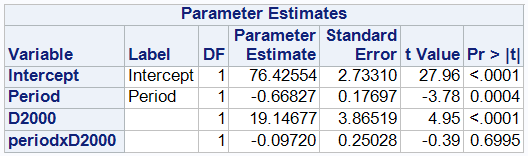 Parameter Estimates
Variable Label DF Parameter Estimate Standard Error t Value Pr > |t|
Intercept Intercept 1 76.42554 2.73310 27.96 <.0001
Period Period 1 -0.66827 0.17697 -3.78 0.0004
D2000 1 19.14677 3.86519 4.95 <.0001
periodxD2000 1 -0.09720 0.25028 -0.39 0.6995